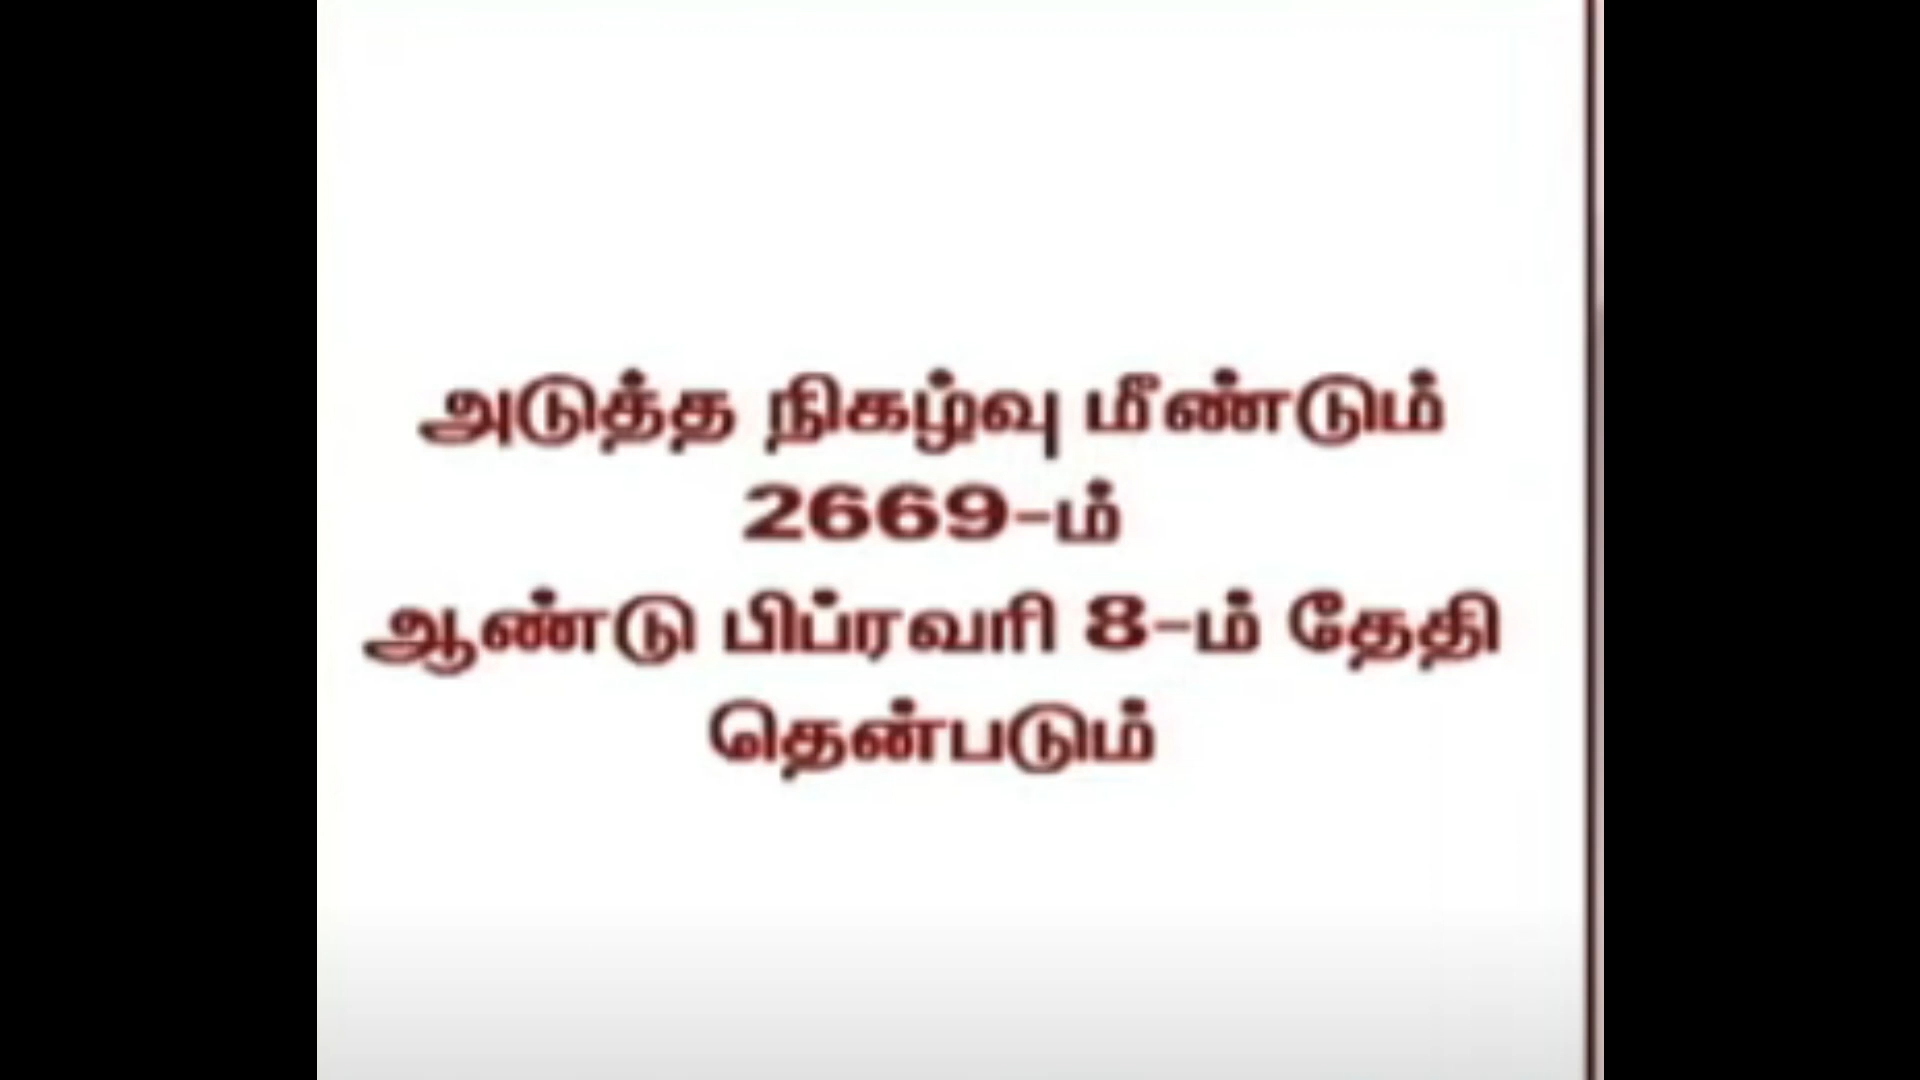 அடுத்த நிகழ்வு மீண்டும்
2669-ம்
ஆண்டு பிப்ரவரி 8-ம் தேதி
தென்படும்